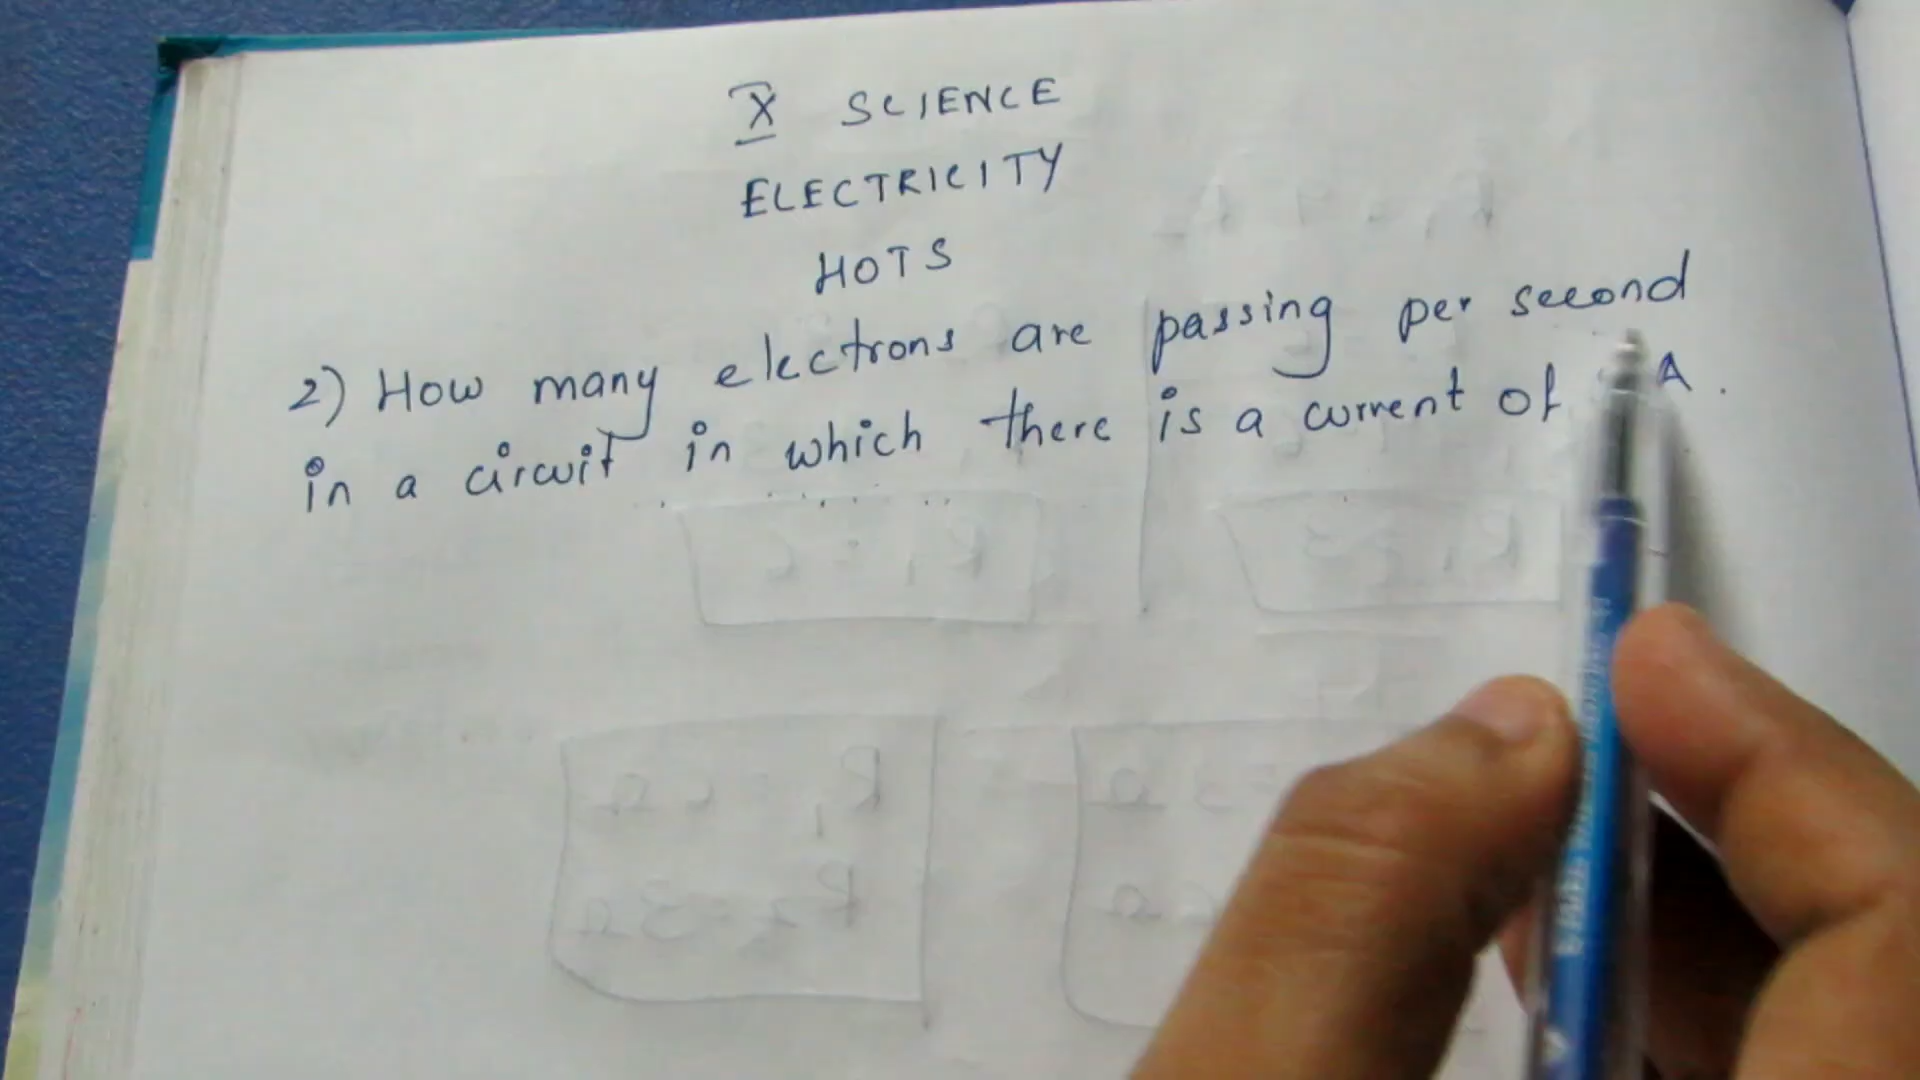 X SCIENCE
ELECTRICITY
HOTS
2) How many electrons are passing per second
in a circuit in which there is a current of A.